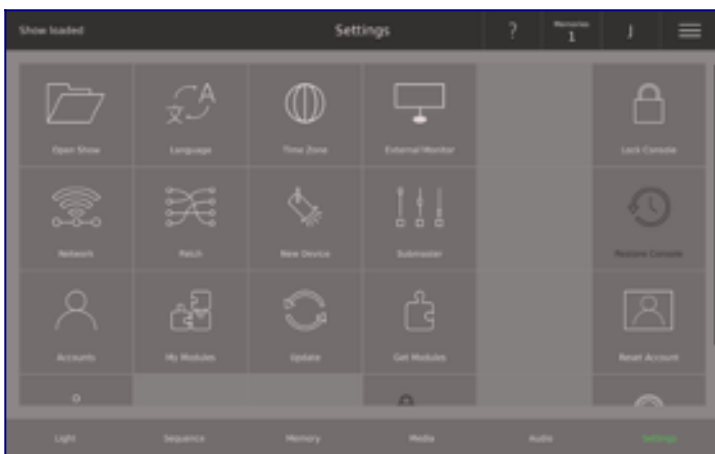 Show loaded
Settings
?
Memories
1
J
Open Show
Language
Time Zone
External Monitor
Lock Console
Network
Patch
New Device
Submaster
Restore Console
Accounts
My Modules
Update
Get Modules
Reset Account
Light
Sequence
Memory
Media
Audio
Settings